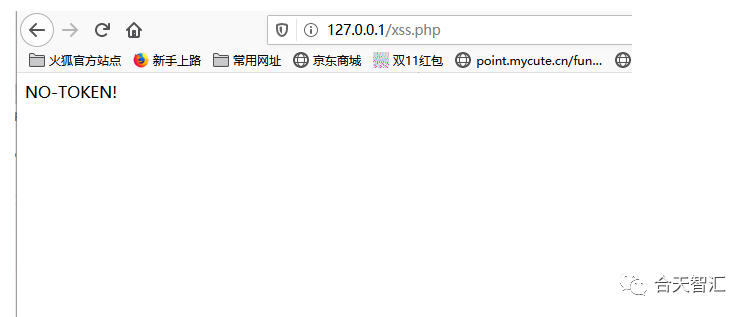 127.0.0.1/xss.php
火狐官方站点 新手上路 常用网址 京东商城 双11红包 point.mycute.cn/fun...
NO-TOKEN!
合天智汇